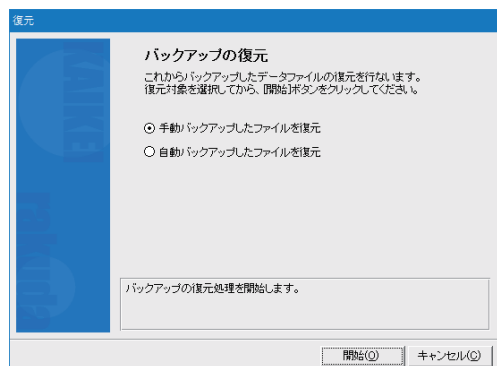 復元
バックアップの復元
これからバックアップしたデータファイルの復元を行ないます。
復元対象を選択してから、[開始]ボタンをクリックしてください。
手動バックアップしたファイルを復元
自動バックアップしたファイルを復元
バックアップの復元処理を開始します。
開始(O)
キャンセル(C)
KAIKEI